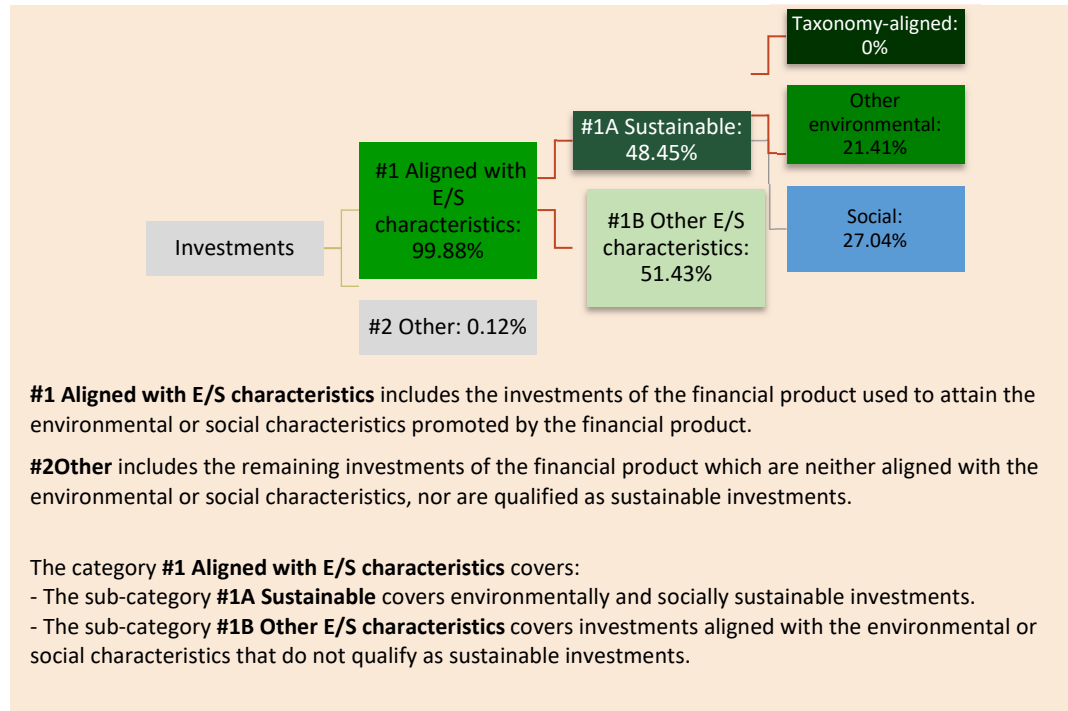 Taxonomy-aligned:
0%
Other
environmental:
21.41%
#1A Sustainable:
48.45%
#1 Aligned with
E/S
characteristics:
99.88%
#1B Other E/S
characteristics:
51.43%
Social:
27.04%
Investments
#2 Other: 0.12%
#1 Aligned with E/S characteristics includes the investments of the financial product used to attain the
environmental or social characteristics promoted by the financial product.
#2Other includes the remaining investments of the financial product which are neither aligned with the
environmental or social characteristics, nor are qualified as sustainable investments.
The category #1 Aligned with E/S characteristics covers:
- The sub-category #1A Sustainable covers environmentally and socially sustainable investments.
- The sub-category #1B Other E/S characteristics covers investments aligned with the environmental or
social characteristics that do not qualify as sustainable investments.